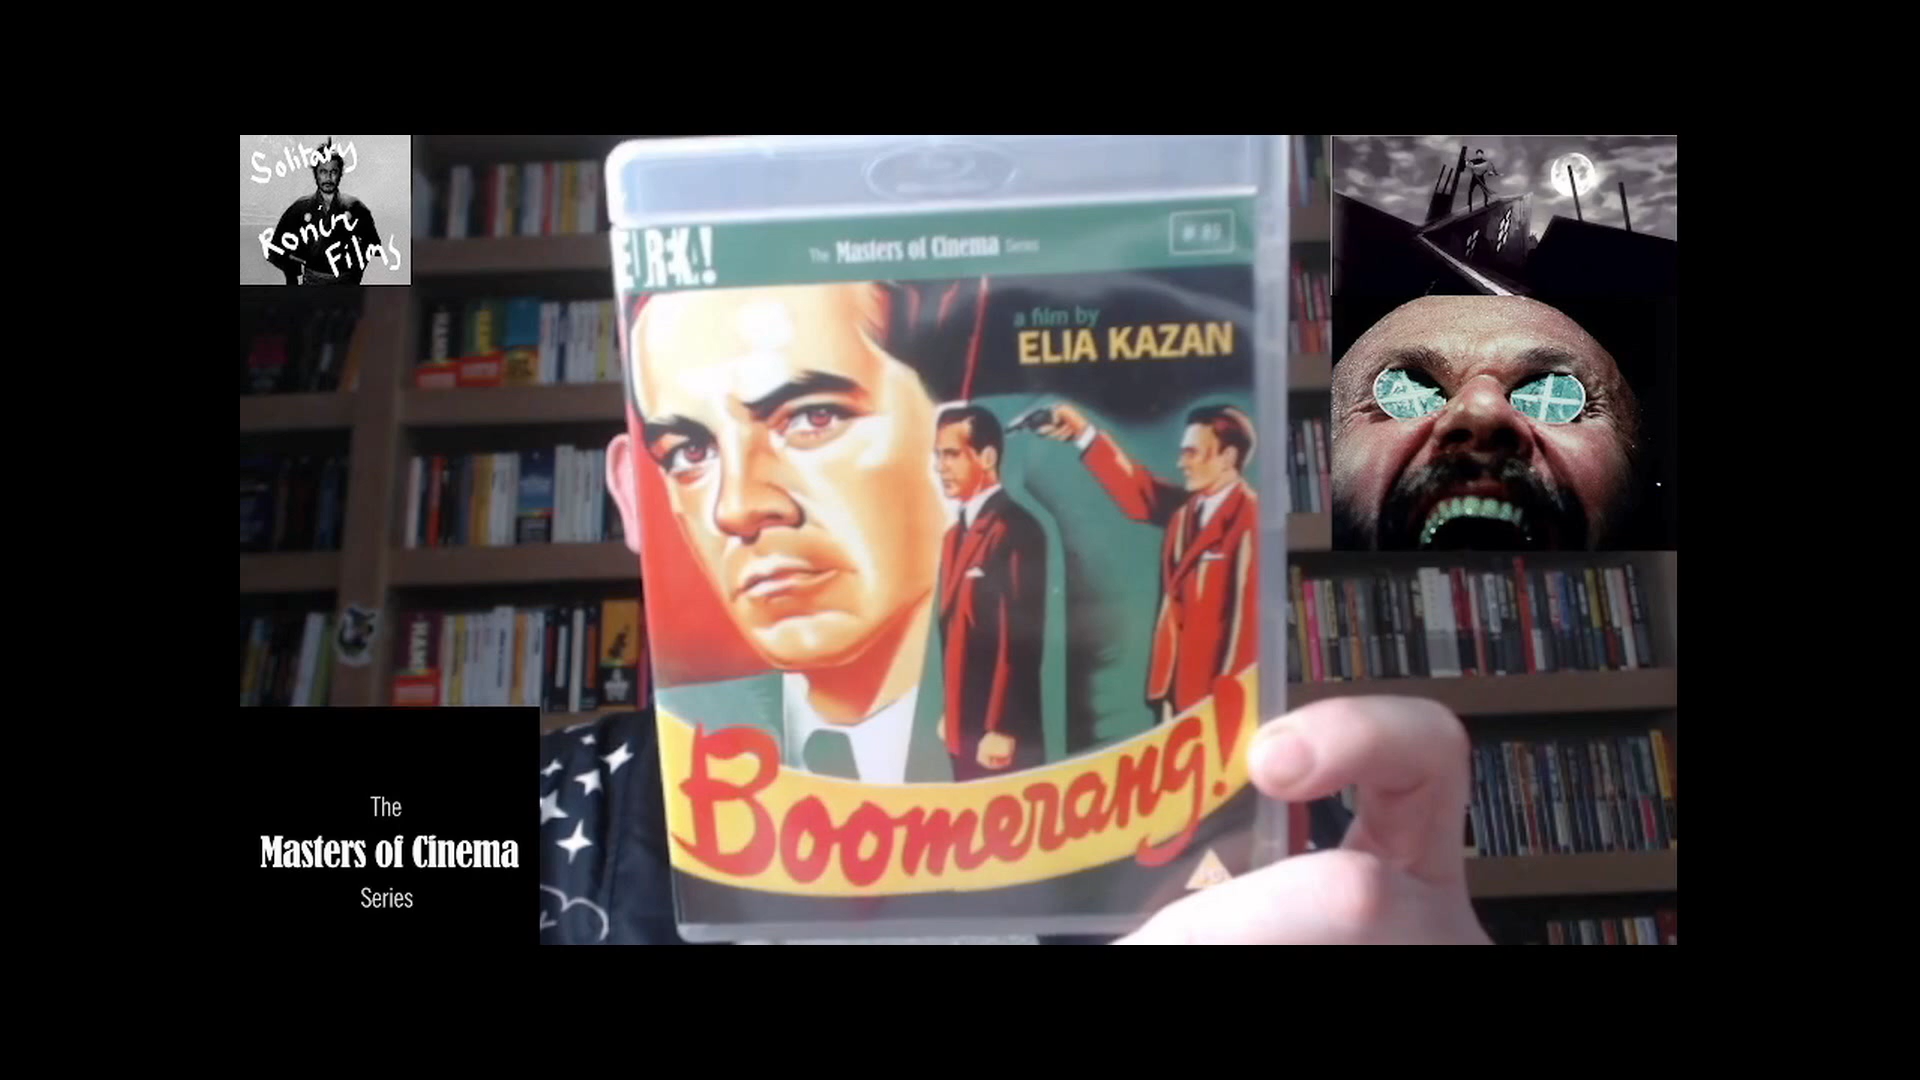 Solitary
Ronin
Films
EUREKA!
The Masters of Cinema Series
a film by
ELIA KAZAN
Boomerang!
The
Masters of Cinema
Series